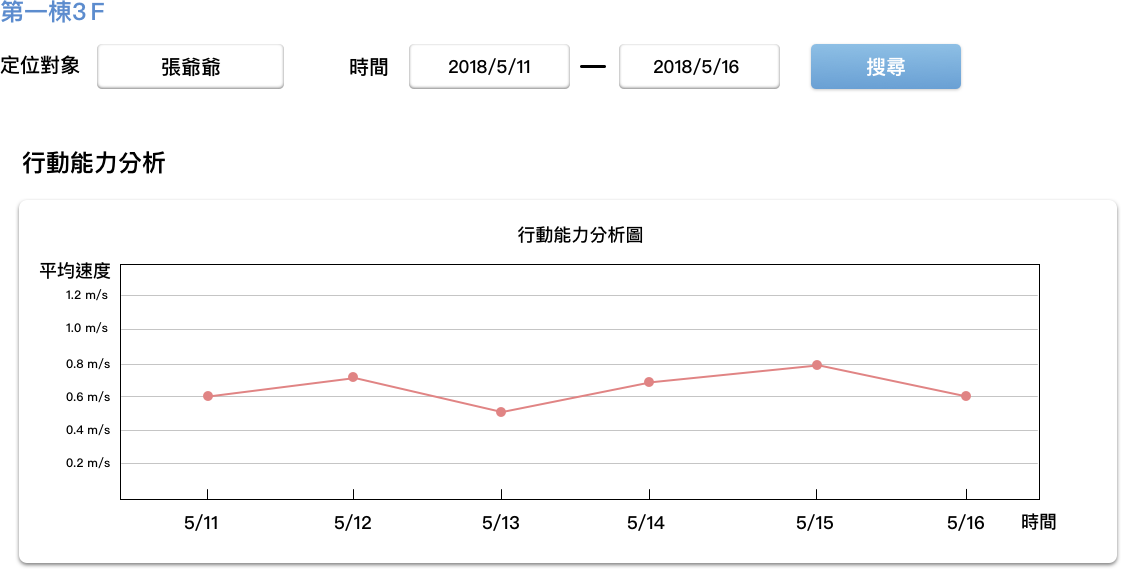 第一棟3F
定位對象 張爺爺 時間 2018/5/11 — 2018/5/16 搜尋
行動能力分析
行動能力分析圖
平均速度
1.2 m/s
1.0 m/s
0.8 m/s
0.6 m/s
0.4 m/s
0.2 m/s
5/11 5/12 5/13 5/14 5/15 5/16 時間